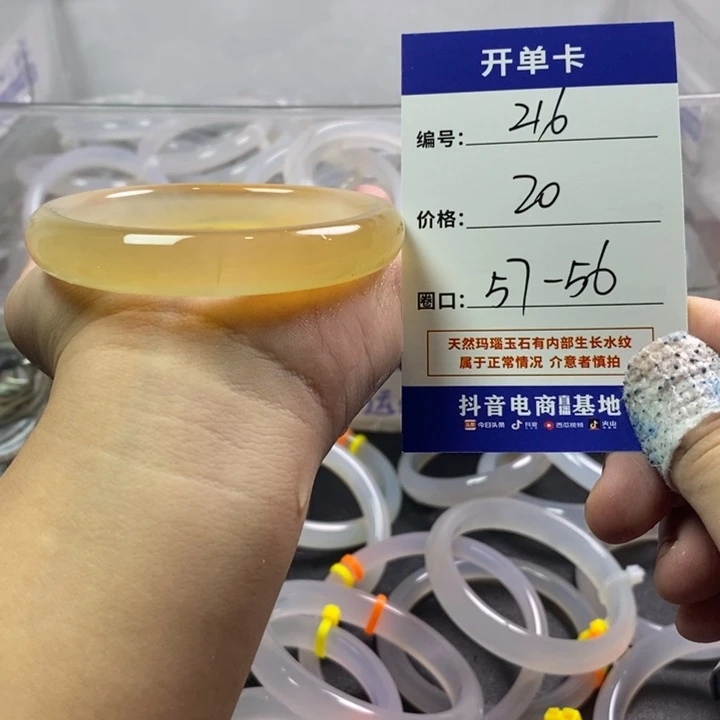 开单卡
编号: 216
价格: 20
圈口: 57-56
天然玛瑙玉石有内部生长水纹
属于正常情况 介意者慎拍
抖音电商直播基地
今日头条 抖音 西瓜视频 火山